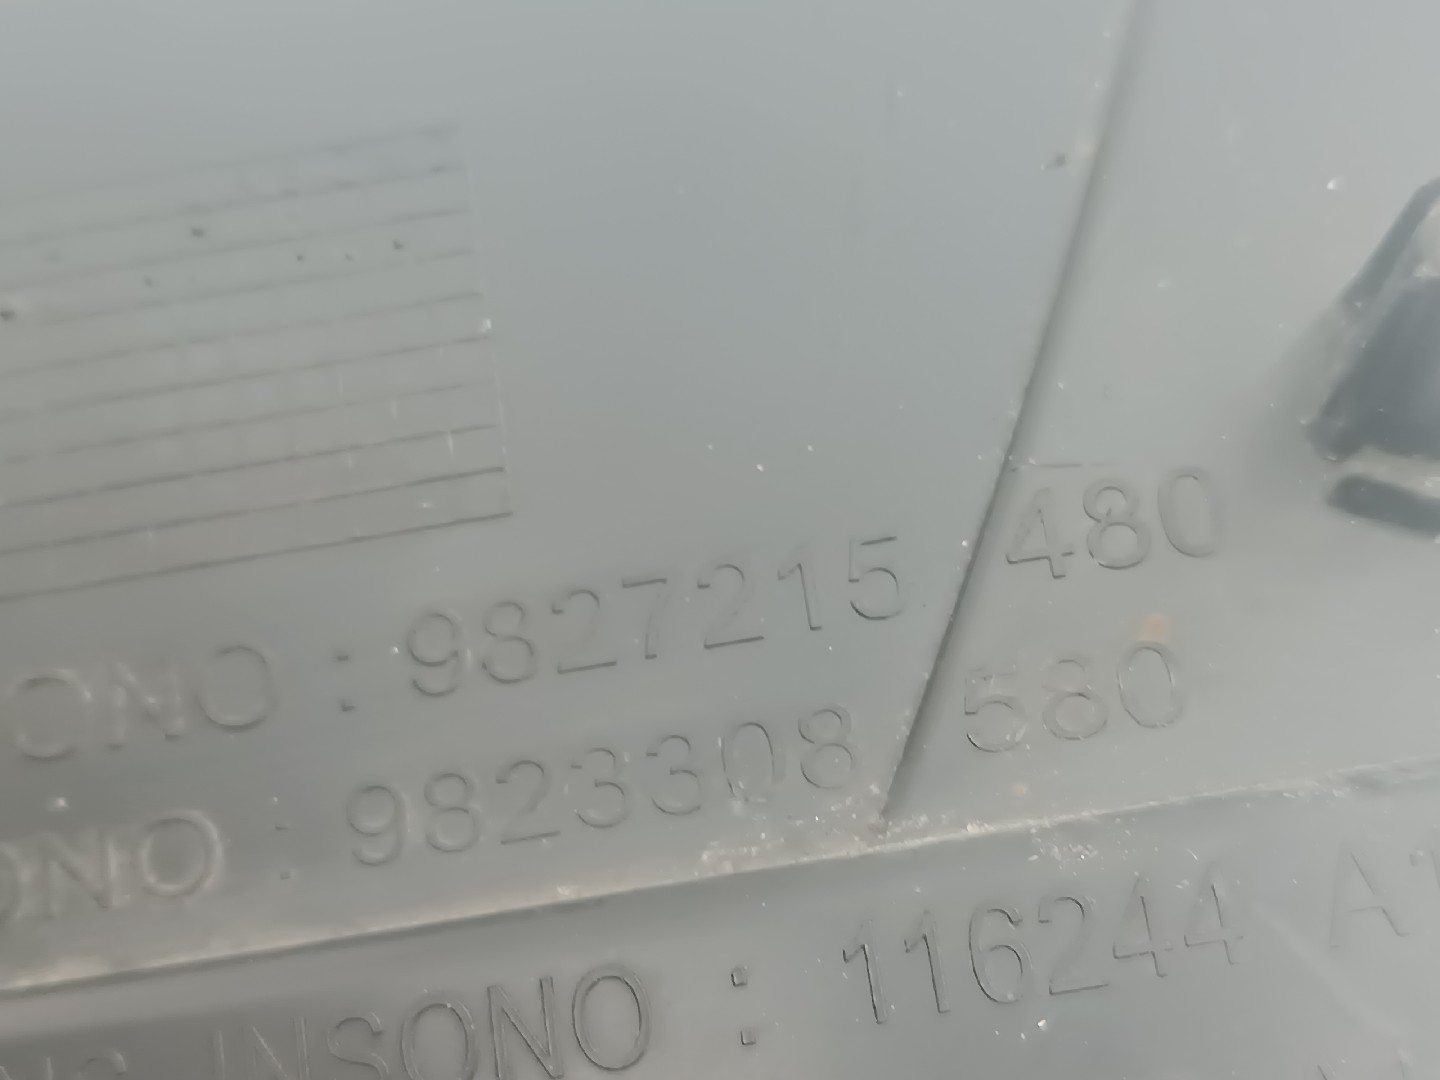 ONO : 9827215 480
ONO : 9823308 580
INSONO : 116244 A